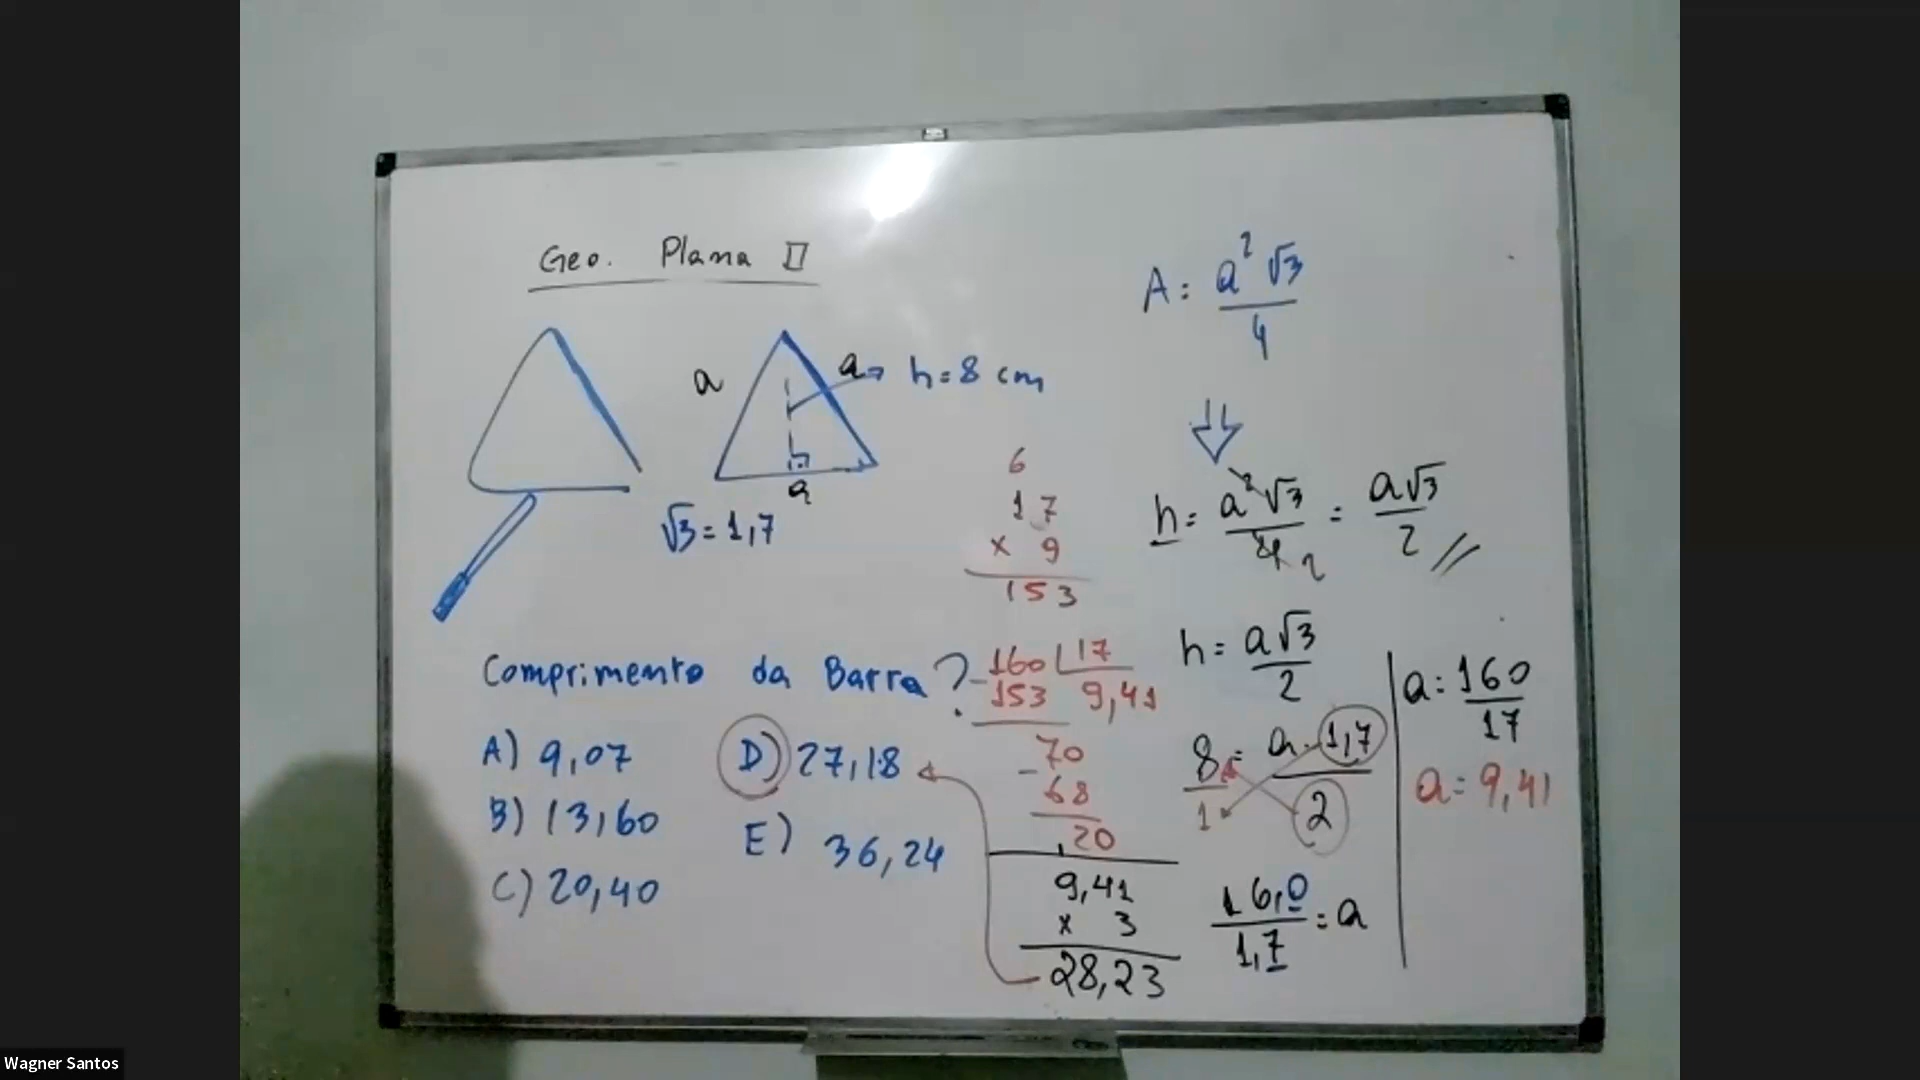 Geo. Plana II
a
a
h=8 cm
a
√3=1,7
A = a²√3/4
6
17
x 9
153
h = a²√3/4 2 = a√3/2
Comprimento da Barra?
A) 9,07
B) 13,60
C) 20,40
D) 27,18
E) 36,24
-160 | 17
153 9,41
70
- 68
,20
9,41
x 3
28,23
h = a√3/2
8/1 = a.1,7/2
16,0/1,7 = a
a = 160/17
a = 9,41
Wagner Santos